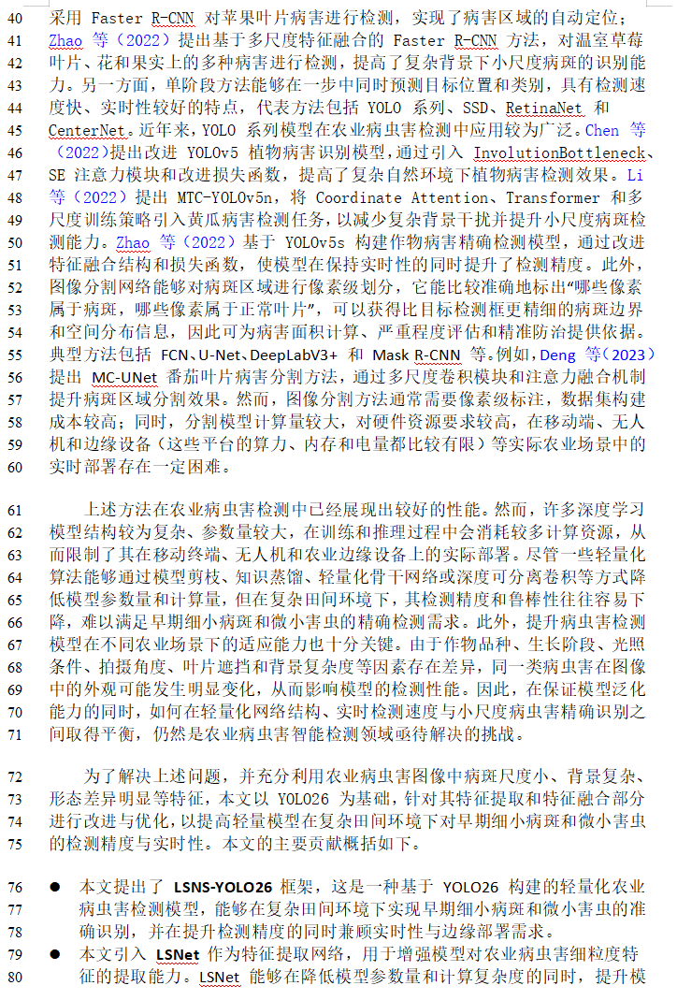 40 采用 Faster R-CNN 对苹果叶片病害进行检测，实现了病害区域的自动定位；
41 Zhao 等（2022）提出基于多尺度特征融合的 Faster R-CNN 方法，对温室草莓
42 叶片、花和果实上的多种病害进行检测，提高了复杂背景下小尺度病斑的识别能
43 力。另一方面，单阶段方法能够在一步中同时预测目标位置和类别，具有检测速
44 度快、实时性较好的特点，代表方法包括 YOLO 系列、SSD、RetinaNet 和
45 CenterNet。近年来，YOLO 系列模型在农业病虫害检测中应用较为广泛。Chen 等
46 （2022）提出改进 YOLOv5 植物病害识别模型，通过引入 InvolutionBottleneck、
47 SE 注意力模块和改进损失函数，提高了复杂自然环境下植物病害检测效果。Li
48 等（2022）提出 MTC-YOLOv5n，将 Coordinate Attention、Transformer 和多
49 尺度训练策略引入黄瓜病害检测任务，以减少复杂背景干扰并提升小尺度病斑检
50 测能力。Zhao 等（2022）基于 YOLOv5s 构建作物病害精确检测模型，通过改进
51 特征融合结构和损失函数，使模型在保持实时性的同时提升了检测精度。此外，
52 图像分割网络能够对病斑区域进行像素级划分，它能比较准确地标出“哪些像素
53 属于病斑，哪些像素属于正常叶片”，可以获得比目标检测框更精细的病斑边界
54 和空间分布信息，因此可为病害面积计算、严重程度评估和精准防治提供依据。
55 典型方法包括 FCN、U-Net、DeepLabV3+ 和 Mask R-CNN 等。例如，Deng 等（2023）
56 提出 MC-UNet 番茄叶片病害分割方法，通过多尺度卷积模块和注意力融合机制
57 提升病斑区域分割效果。然而，图像分割方法通常需要像素级标注，数据集构建
58 成本较高；同时，分割模型计算量较大，对硬件资源要求较高，在移动端、无人
59 机和边缘设备（这些平台的算力、内存和电量都比较有限）等实际农业场景中的
60 实时部署存在一定困难。
61 上述方法在农业病虫害检测中已经展现出较好的性能。然而，许多深度学习
62 模型结构较为复杂、参数量较大，在训练和推理过程中会消耗较多计算资源，从
63 而限制了其在移动终端、无人机和农业边缘设备上的实际部署。尽管一些轻量化
64 算法能够通过模型剪枝、知识蒸馏、轻量化骨干网络或深度可分离卷积等方式降
65 低模型参数量和计算量，但在复杂田间环境下，其检测精度和鲁棒性往往容易下
66 降，难以满足早期细小病斑和微小害虫的精确检测需求。此外，提升病虫害检测
67 模型在不同农业场景下的适应能力也十分关键。由于作物品种、生长阶段、光照
68 条件、拍摄角度、叶片遮挡和背景复杂度等因素存在差异，同一类病虫害在图像
69 中的外观可能发生明显变化，从而影响模型的检测性能。因此，在保证模型泛化
70 能力的同时，如何在轻量化网络结构、实时检测速度与小尺度病虫害精确识别之
71 间取得平衡，仍然是农业病虫害智能检测领域亟待解决的挑战。
72 为了解决上述问题，并充分利用农业病虫害图像中病斑尺度小、背景复杂、
73 形态差异明显等特征，本文以 YOLO26 为基础，针对其特征提取和特征融合部分
74 进行改进与优化，以提高轻量模型在复杂田间环境下对早期细小病斑和微小害虫
75 的检测精度与实时性。本文的主要贡献概括如下。
76 ● 本文提出了 LSNS-YOLO26 框架，这是一种基于 YOLO26 构建的轻量化农业
77 病虫害检测模型，能够在复杂田间环境下实现早期细小病斑和微小害虫的准
78 确识别，并在提升检测精度的同时兼顾实时性与边缘部署需求。
79 ● 本文引入 LSNet 作为特征提取网络，用于增强模型对农业病虫害细粒度特
80 征的提取能力。LSNet 能够在降低模型参数量和计算复杂度的同时，提升模